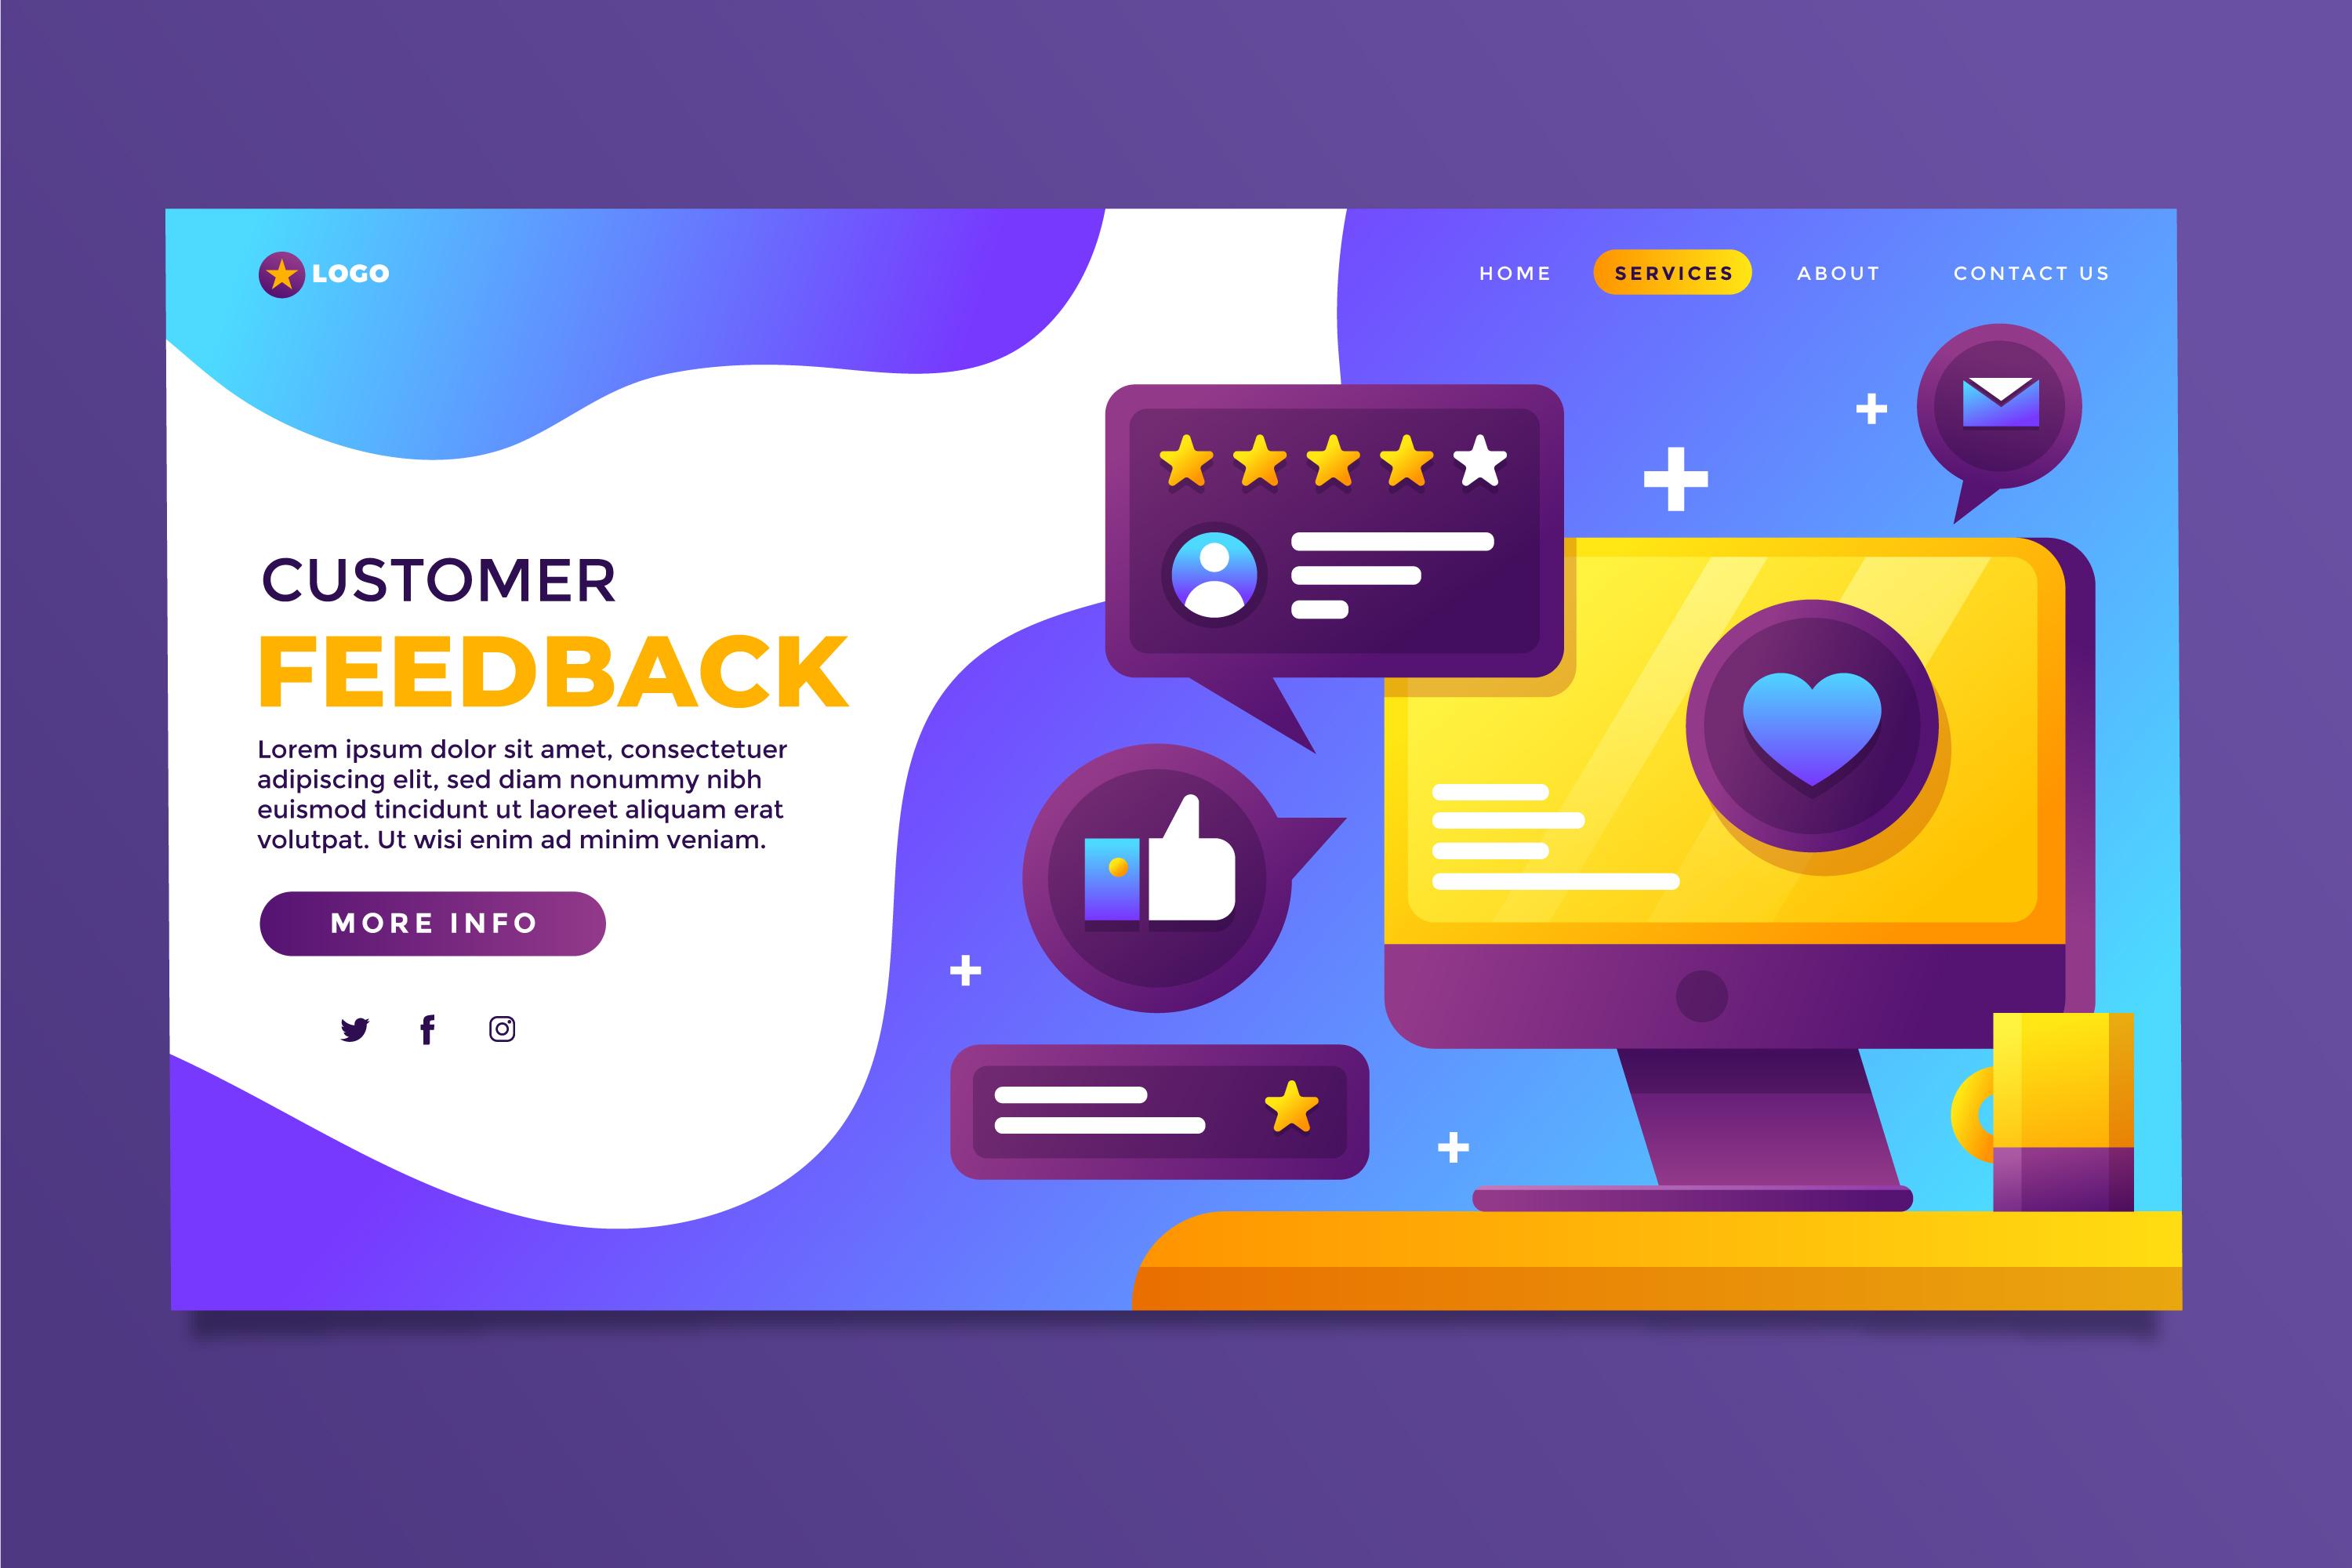 LOGO
HOME
SERVICES
ABOUT
CONTACT US
CUSTOMER
FEEDBACK
Lorem ipsum dolor sit amet, consectetuer
adipiscing elit, sed diam nonummy nibh
euismod tincidunt ut laoreet aliquam erat
volutpat. Ut wisi enim ad minim veniam.
MORE INFO